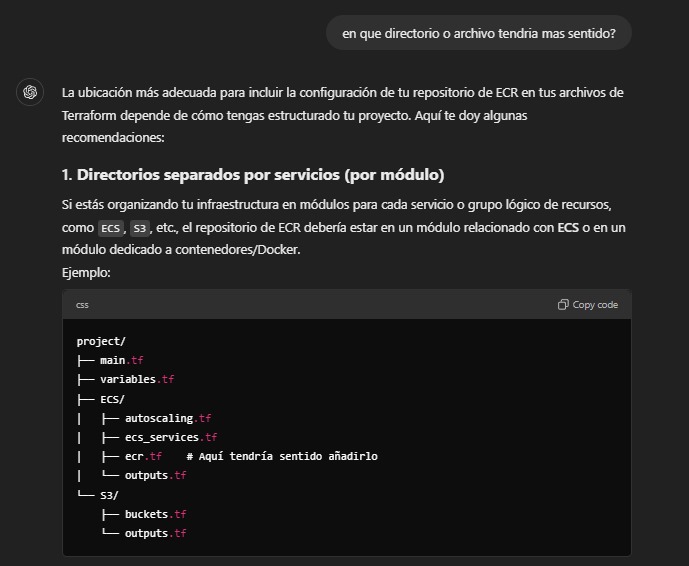 en que directorio o archivo tendria mas sentido?
La ubicación más adecuada para incluir la configuración de tu repositorio de ECR en tus archivos de
Terraform depende de cómo tengas estructurado tu proyecto. Aquí te doy algunas
recomendaciones:
1. Directorios separados por servicios (por módulo)
Si estás organizando tu infraestructura en módulos para cada servicio o grupo lógico de recursos,
como ECS, S3, etc., el repositorio de ECR debería estar en un módulo relacionado con ECS o en un
módulo dedicado a contenedores/Docker.
Ejemplo:
css Copy code
project/
├── main.tf
├── variables.tf
├── ECS/
│   ├── autoscaling.tf
│   ├── ecs_services.tf
│   ├── ecr.tf    # Aquí tendría sentido añadirlo
│   └── outputs.tf
└── S3/
    ├── buckets.tf
    └── outputs.tf